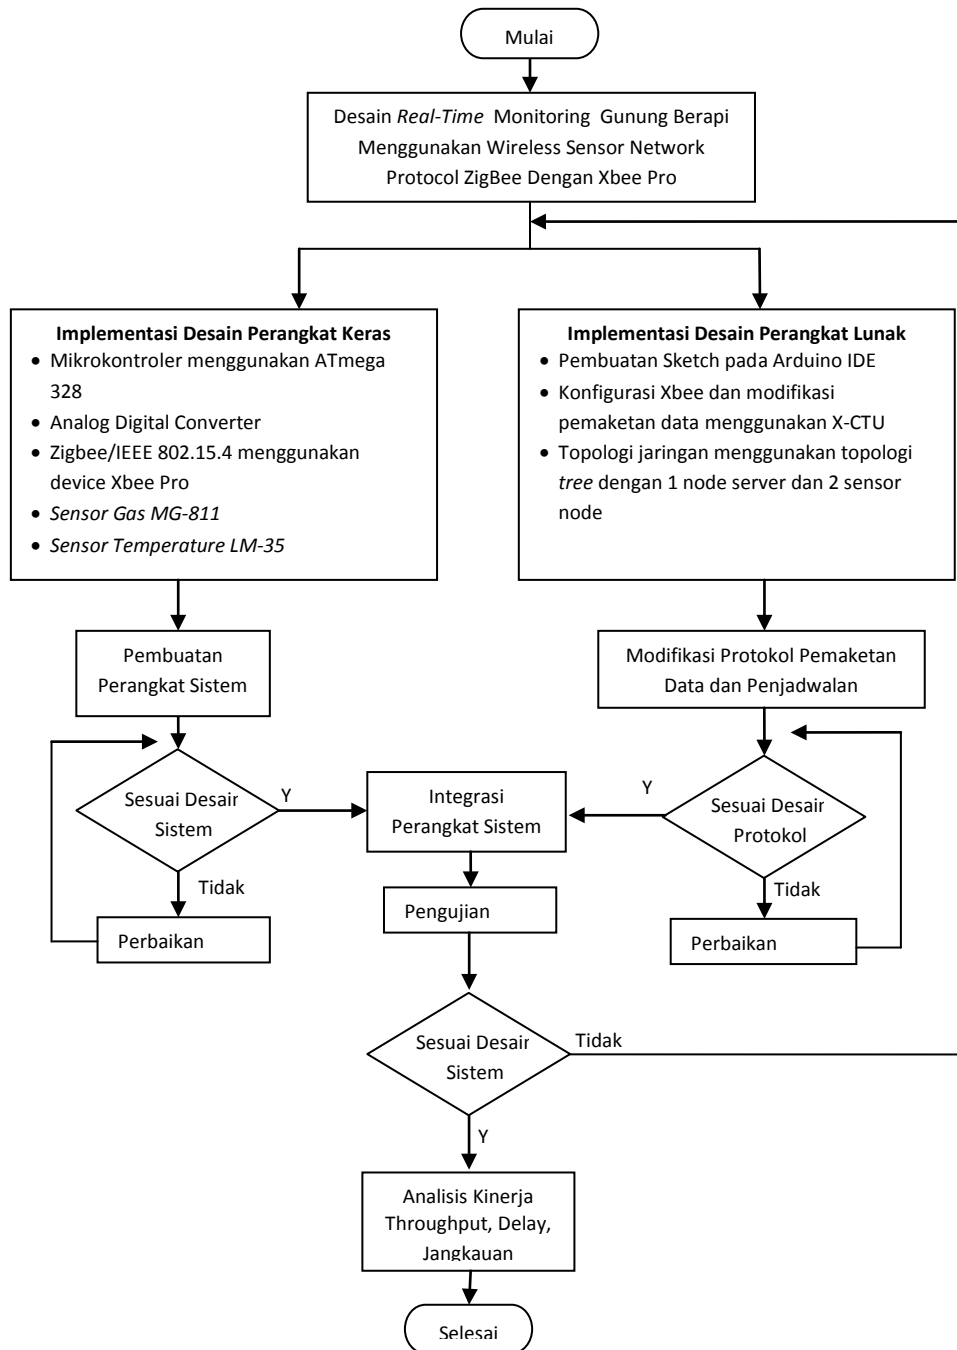 Mulai
Desain Real-Time Monitoring Gunung Berapi
Menggunakan Wireless Sensor Network
Protocol ZigBee Dengan Xbee Pro
Implementasi Desain Perangkat Keras
• Mikrokontroler menggunakan ATmega
328
• Analog Digital Converter
• Zigbee/IEEE 802.15.4 menggunakan
device Xbee Pro
• Sensor Gas MG-811
• Sensor Temperature LM-35
Implementasi Desain Perangkat Lunak
• Pembuatan Sketch pada Arduino IDE
• Konfigurasi Xbee dan modifikasi
pemaketan data menggunakan X-CTU
• Topologi jaringan menggunakan topologi
tree dengan 1 node server dan 2 sensor
node
Pembuatan
Perangkat Sistem
Modifikasi Protokol Pemaketan
Data dan Penjadwalan
Sesuai Desain
Sistem
Y
Tidak
Perbaikan
Integrasi
Perangkat Sistem
Y
Sesuai Desain
Protokol
Tidak
Perbaikan
Pengujian
Sesuai Desain
Sistem
Tidak
Y
Analisis Kinerja
Throughput, Delay,
Jangkauan
Selesai